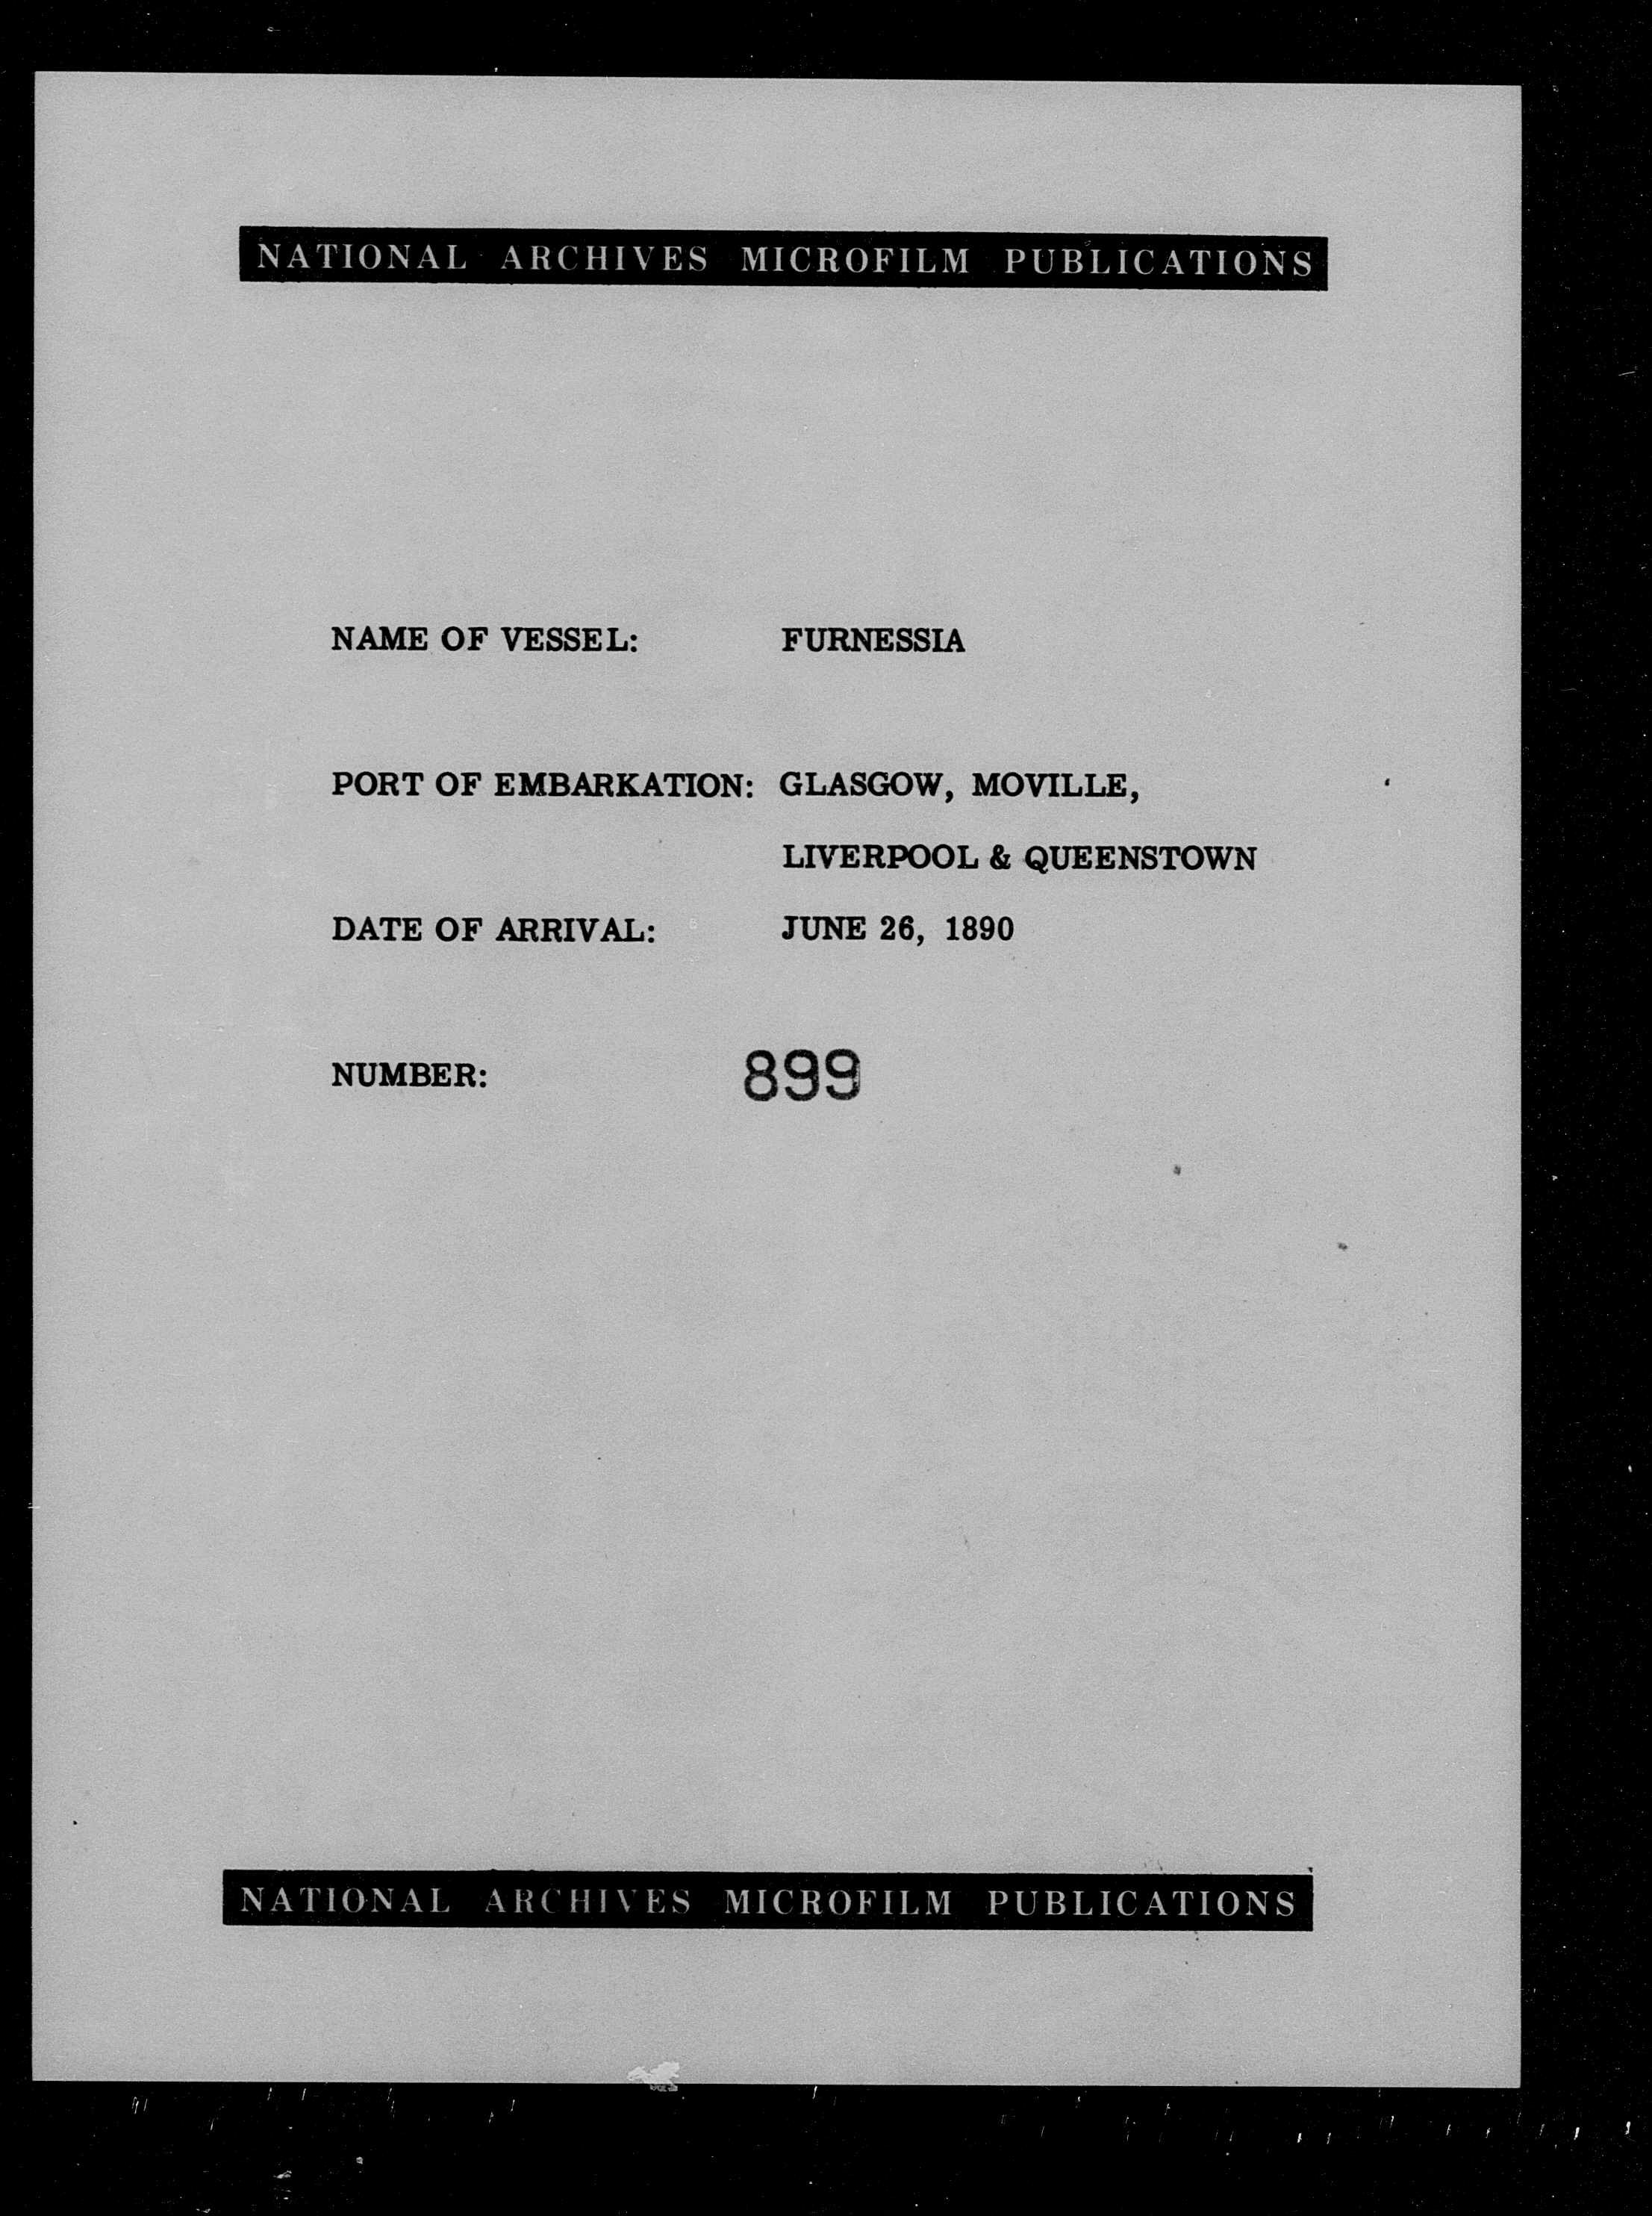 NATIONAL ARCHIVES MICROFILM PUBLICATIONS
NAME OF VESSEL: FURNESSIA
PORT OF EMBARKATION: GLASGOW, MOVILLE,
LIVERPOOL & QUEENSTOWN
DATE OF ARRIVAL: JUNE 26, 1890
NUMBER: 899
NATIONAL ARCHIVES MICROFILM PUBLICATIONS